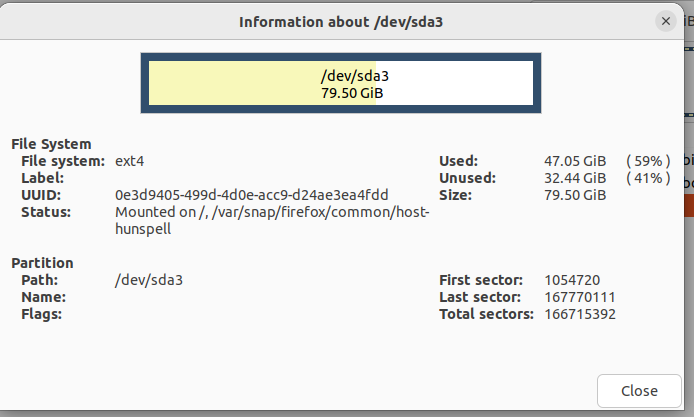 Information about /dev/sda3
/dev/sda3
79.50 GiB
File System
File system: ext4
Label:
UUID: 0e3d9405-499d-4d0e-acc9-d24ae3ea4fdd
Status: Mounted on /, /var/snap/firefox/common/host-
hunspell
Used: 47.05 GiB ( 59% )
Unused: 32.44 GiB ( 41% )
Size: 79.50 GiB
Partition
Path: /dev/sda3
Name:
Flags:
First sector: 1054720
Last sector: 167770111
Total sectors: 166715392
Close